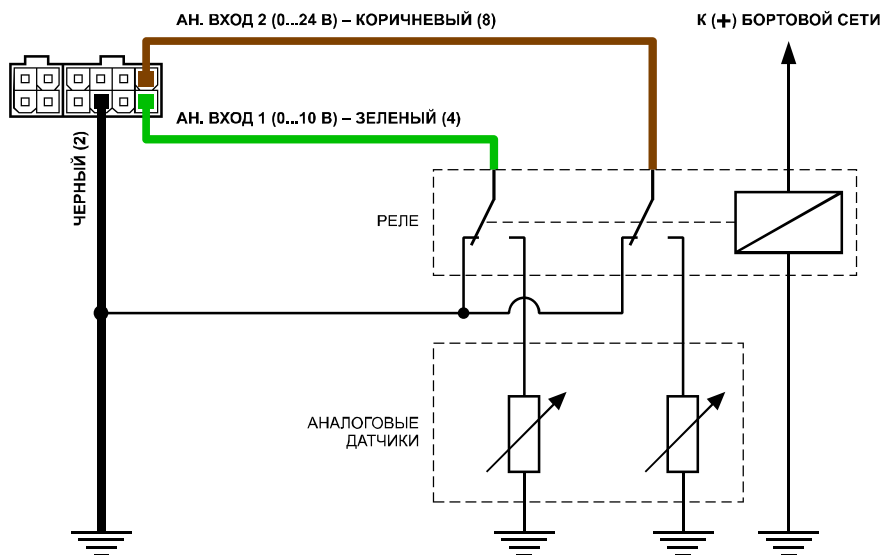 АН. ВХОД 2 (0...24 В) – КОРИЧНЕВЫЙ (8)
К (+) БОРТОВОЙ СЕТИ
АН. ВХОД 1 (0...10 В) – ЗЕЛЕНЫЙ (4)
ЧЕРНЫЙ (2)
РЕЛЕ
АНАЛОГОВЫЕ
ДАТЧИКИ